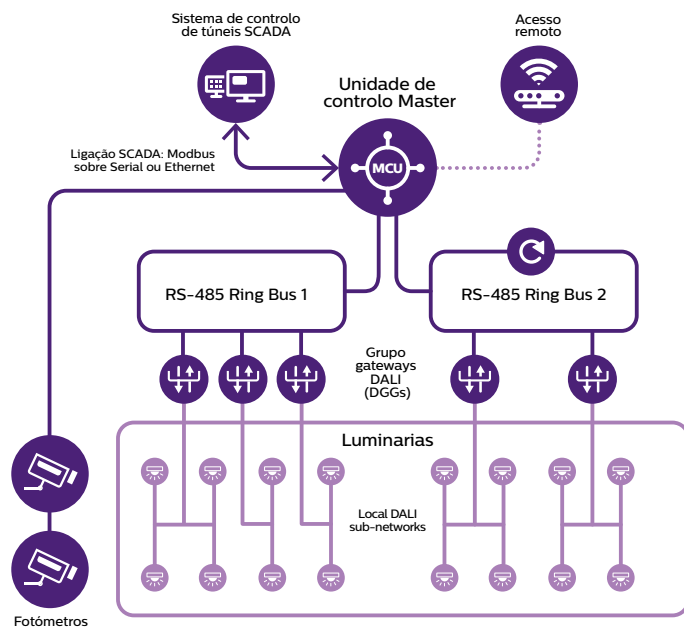 Sistema de controlo
de túneis SCADA
Acesso
remoto
Unidade de
controlo Master
MCU
Ligação SCADA: Modbus
sobre Serial ou Ethernet
RS-485 Ring Bus 1
RS-485 Ring Bus 2
Grupo
gateways
DALI
(DGGs)
Luminarias
Local DALI
sub-networks
Fotómetros